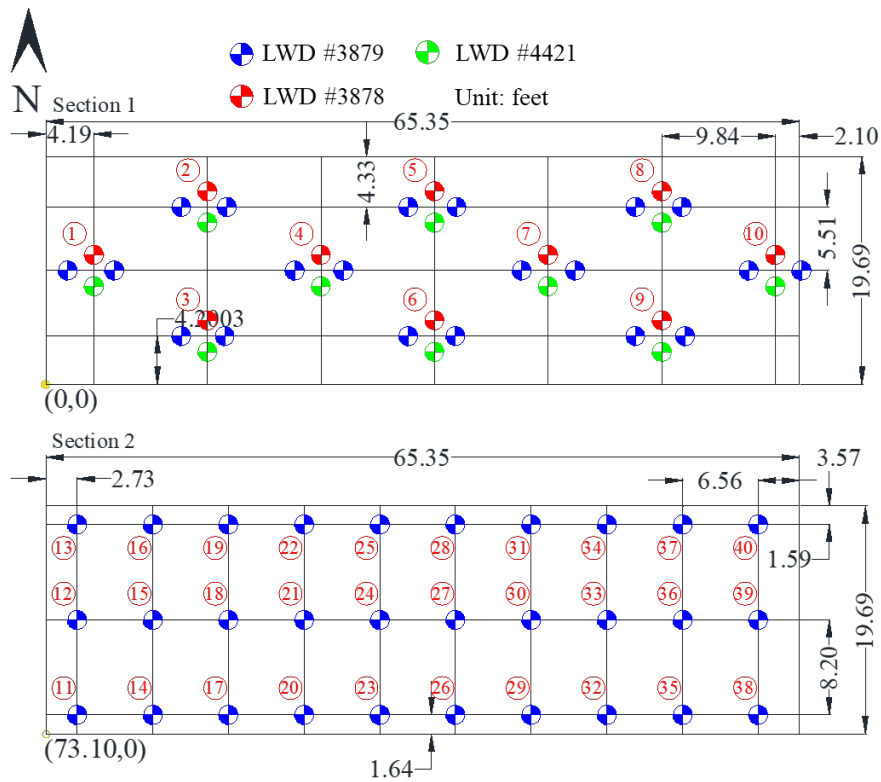 LWD #3879 LWD #4421
N LWD #3878 Unit: feet
Section 1
65.35
4.19 9.84 2.10
2 5 8
4.33
1 4 7 10
5.51
19.69
3 6 9
4.2003
(0,0)
Section 2
65.35 3.57
2.73 6.56
13 16 19 22 25 28 31 34 37 40
1.59
12 15 18 21 24 27 30 33 36 39
19.69
8.20
11 14 17 20 23 26 29 32 35 38
(73.10,0)
1.64